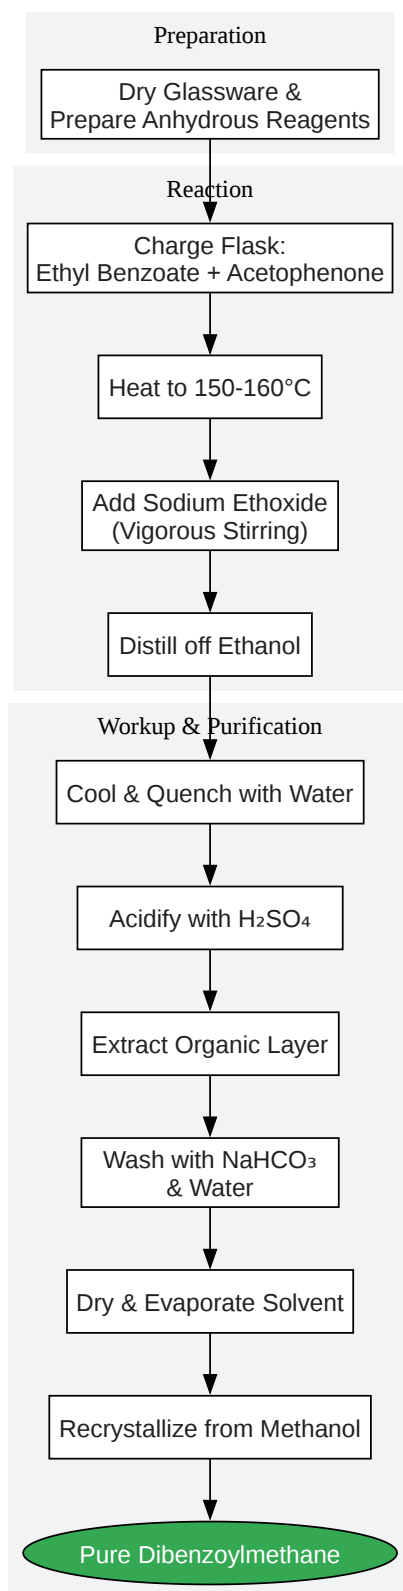 Preparation
Dry Glassware &
Prepare Anhydrous Reagents
Reaction
Charge Flask:
Ethyl Benzoate + Acetophenone
Heat to 150-160°C
Add Sodium Ethoxide
(Vigorous Stirring)
Distill off Ethanol
Workup & Purification
Cool & Quench with Water
Acidify with H₂SO₄
Extract Organic Layer
Wash with NaHCO₃
& Water
Dry & Evaporate Solvent
Recrystallize from Methanol
Pure Dibenzoylmethane